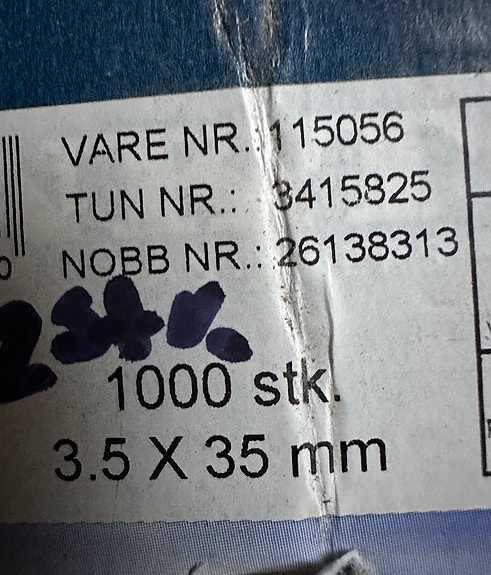 VARE NR.: 115056
TUN NR.: 3415825
NOBB NR.: 26138313
1000 stk.
3.5 X 35 mm